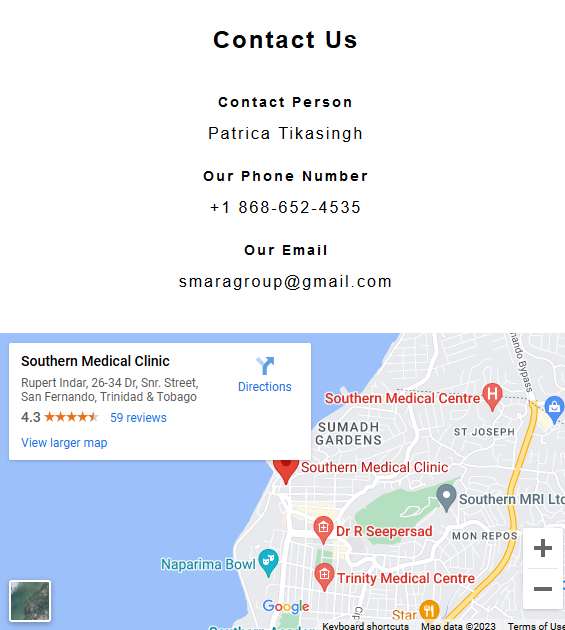 Contact Us
Contact Person
Patrica Tikasingh
Our Phone Number
+1 868-652-4535
Our Email
smaragroup@gmail.com
Southern Medical Clinic
Rupert Indar, 26-34 Dr, Snr. Street,
San Fernando, Trinidad & Tobago
4.3
59 reviews
View larger map
Directions
nando Bypass
Southern Medical Centre
SUMADH
GARDENS
ST JOSEPH
Southern Medical Clinic
Southern MRI Ltd
Dr R Seepersad
MON REPOS
Naparima Bowl
Trinity Medical Centre
Google
Star
Southern Academ
Cip
Keyboard shortcuts
Map data ©2023
Terms of Use